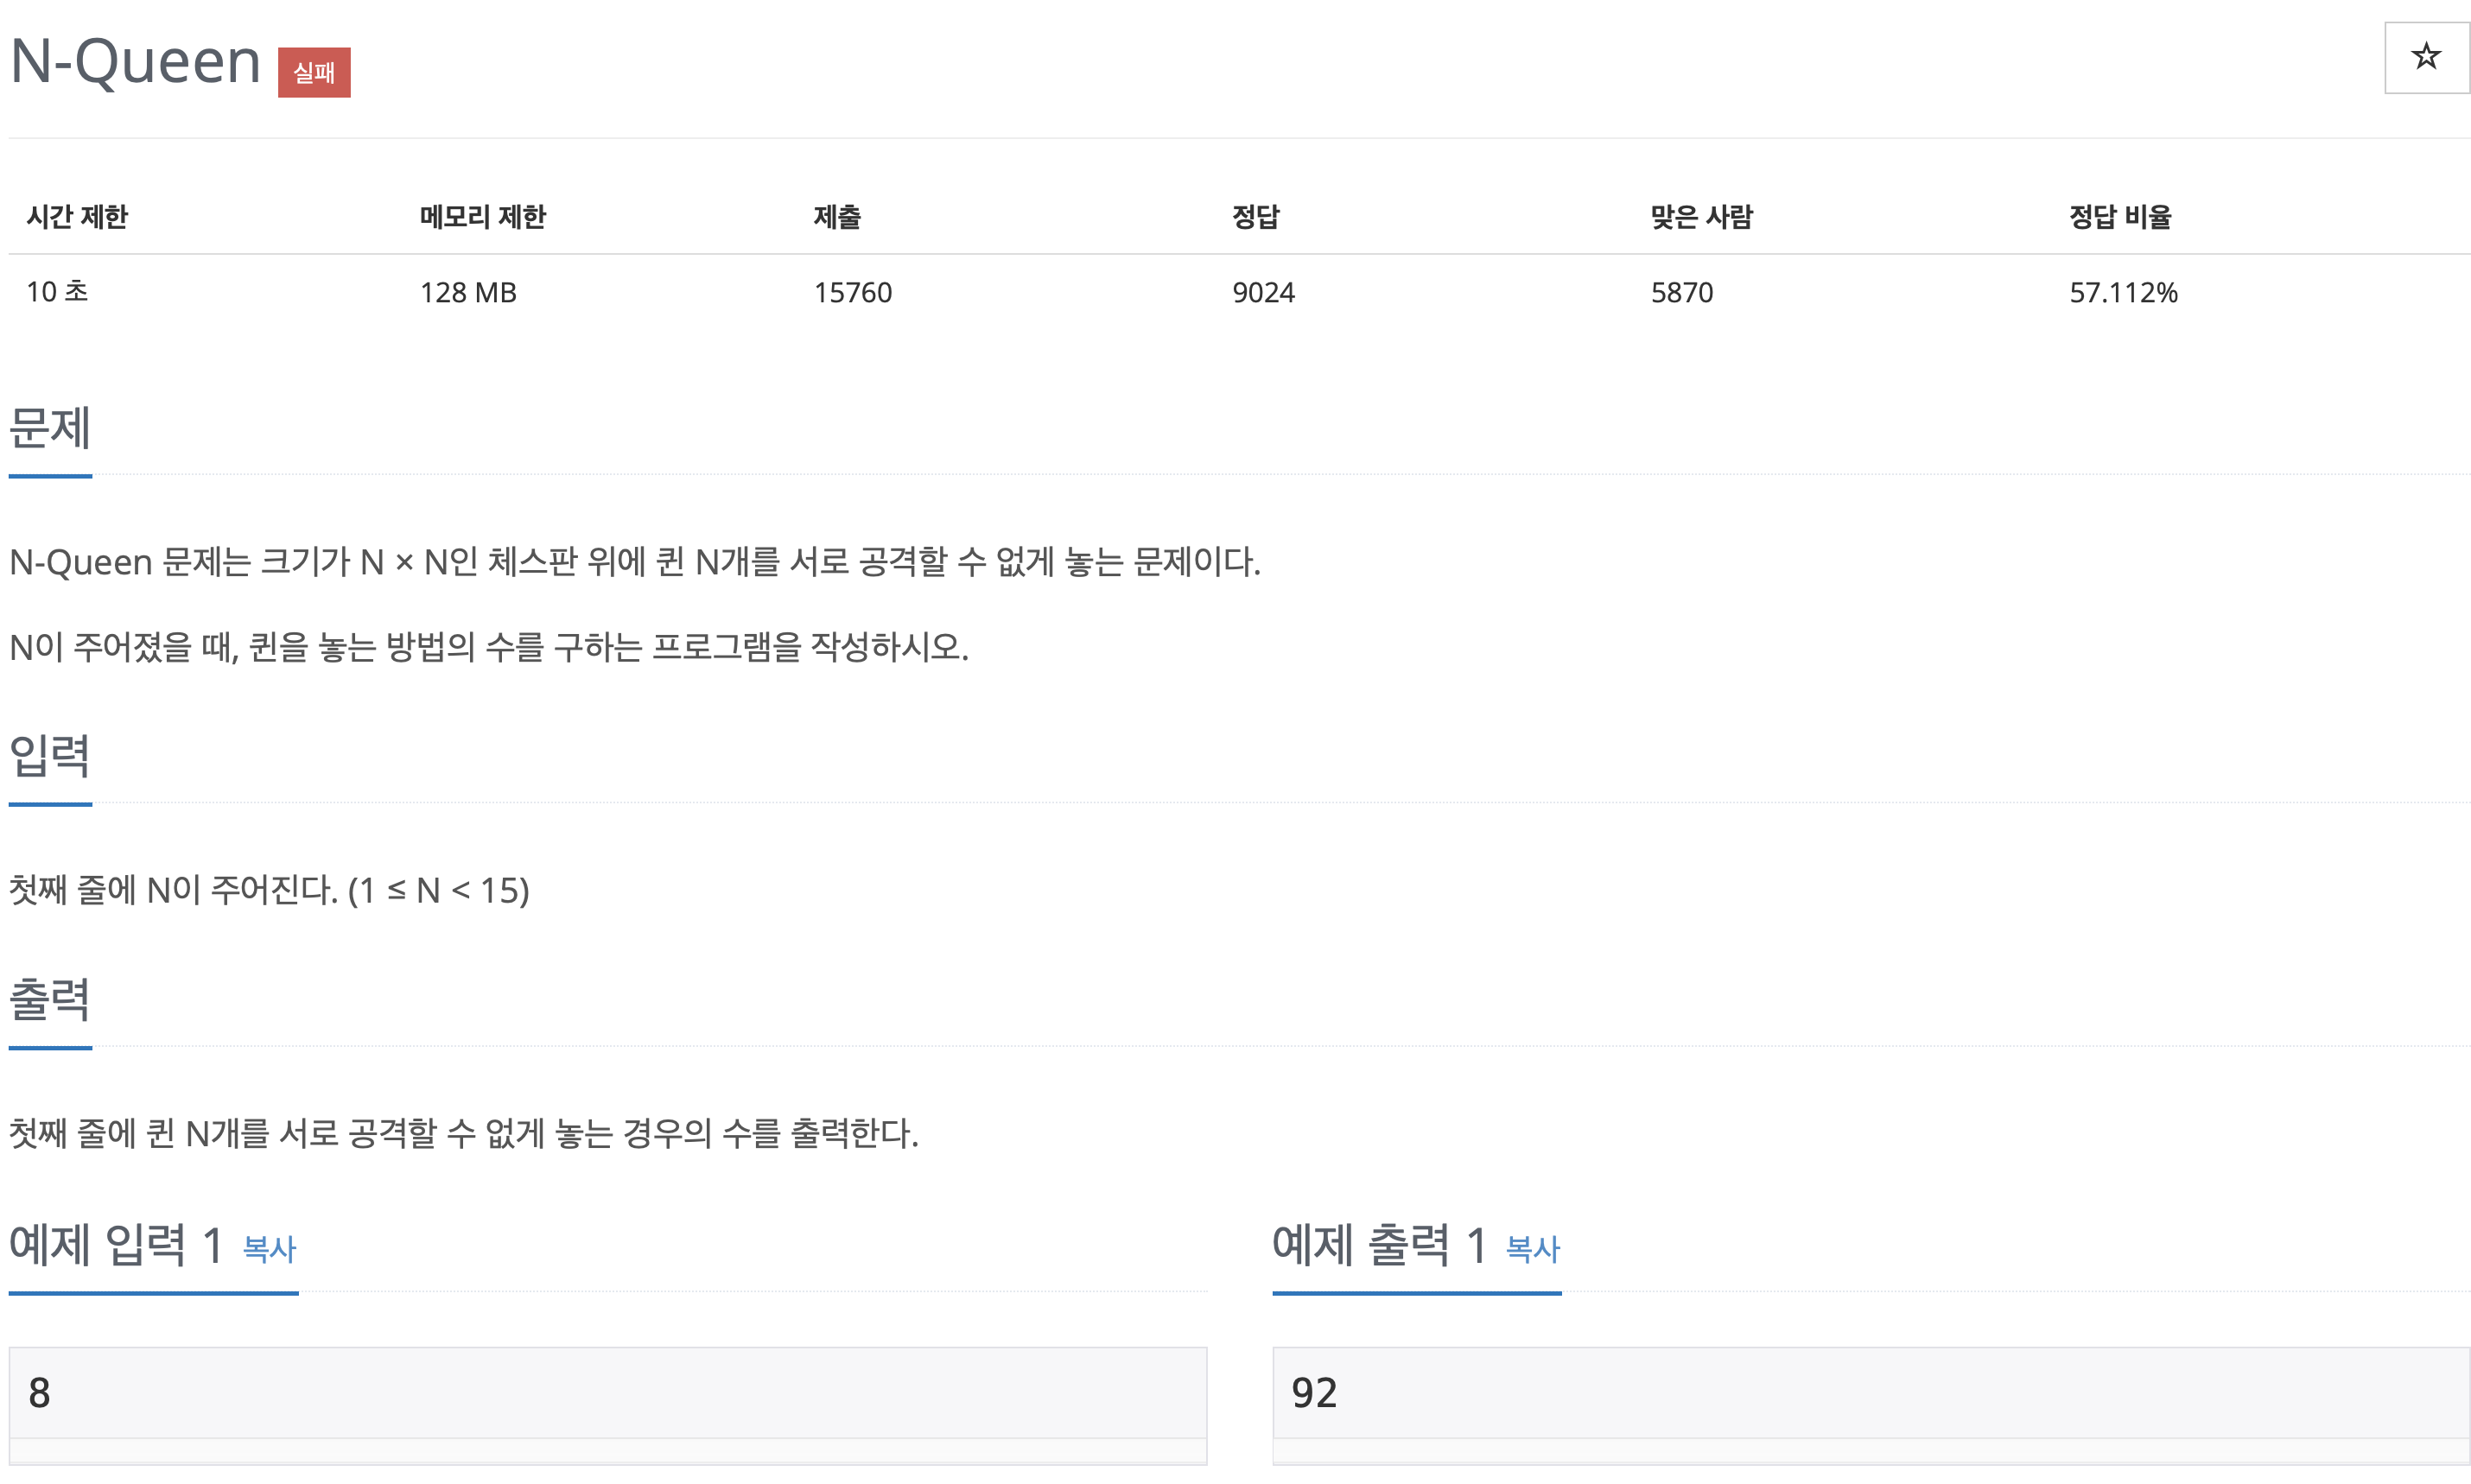 N-Queen 실패
시간 제한 메모리 제한 제출 정답 맞은 사람 정답 비율
10 초 128 MB 15760 9024 5870 57.112%
문제
N-Queen 문제는 크기가 N × N인 체스판 위에 퀸 N개를 서로 공격할 수 없게 놓는 문제이다.
N이 주어졌을 때, 퀸을 놓는 방법의 수를 구하는 프로그램을 작성하시오.
입력
첫째 줄에 N이 주어진다. (1 ≤ N < 15)
출력
첫째 줄에 퀸 N개를 서로 공격할 수 없게 놓는 경우의 수를 출력한다.
예제 입력 1 복사
8
예제 출력 1 복사
92